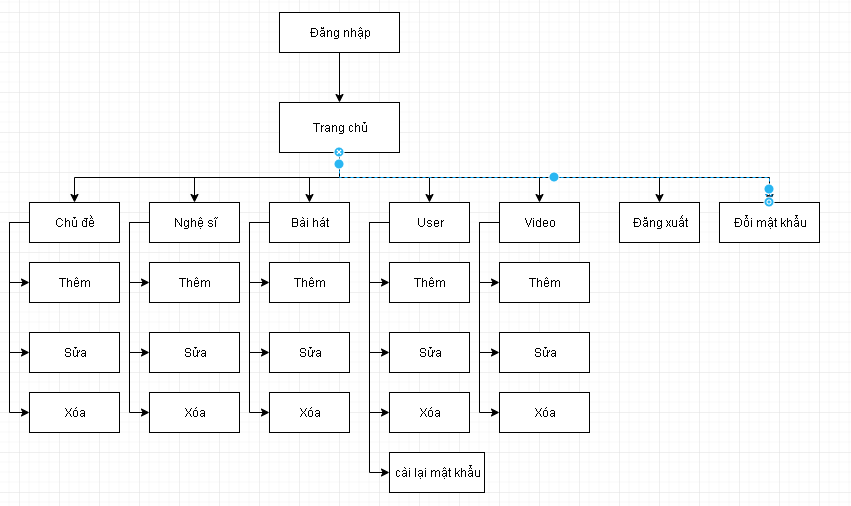 Đăng nhập
Trang chủ
Chủ đề
Nghệ sĩ
Bài hát
User
Video
Đăng xuất
Đổi mật khẩu
Thêm
Thêm
Thêm
Thêm
Thêm
Sửa
Sửa
Sửa
Sửa
Sửa
Xóa
Xóa
Xóa
Xóa
Xóa
cài lại mật khẩu